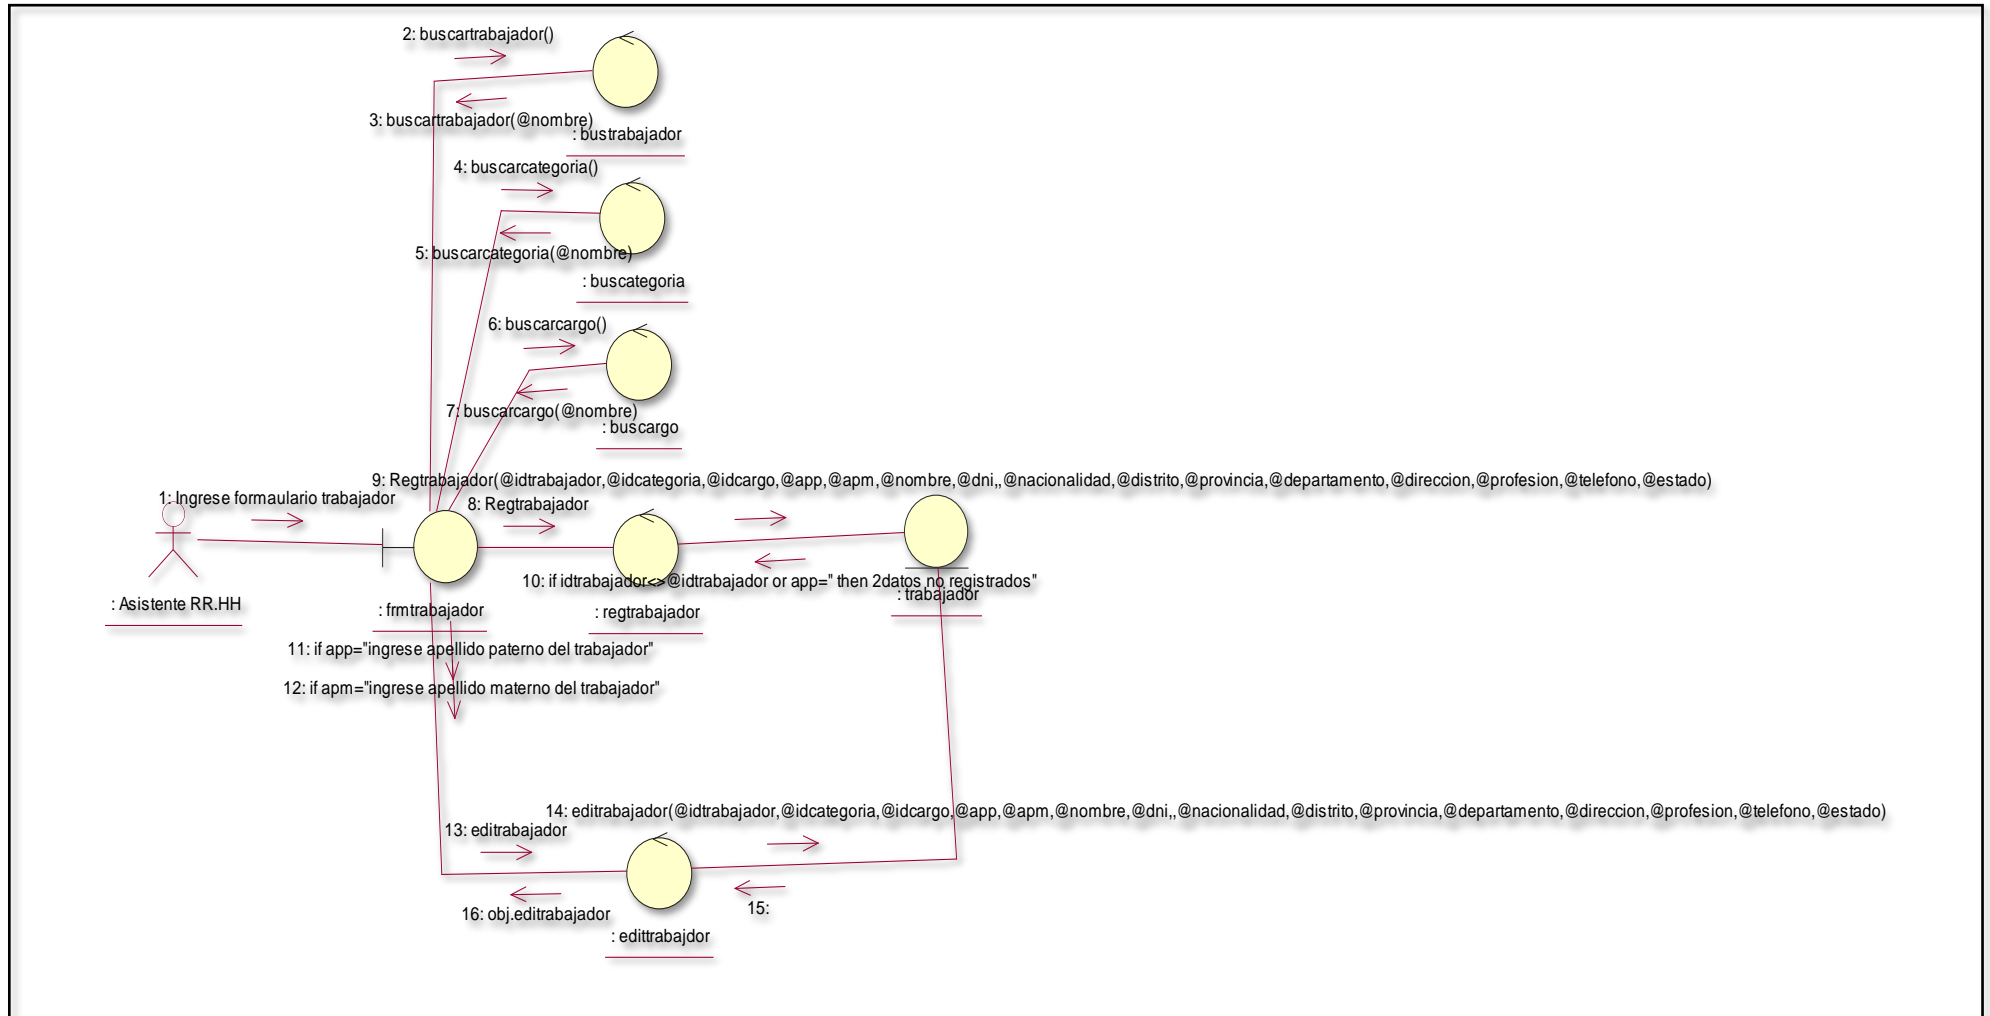 2: buscartrabajador()
3: buscartrabajador(@nombre)
: bustrabajador
4: buscarcategoria()
5: buscarcategoria(@nombre)
: buscategoria
6: buscarcargo()
7: buscarcargo(@nombre)
: buscargo
9: Regtrabajador(@idtrabajador,@idcategoria,@idcargo,@app,@apm,@nombre,@dni,,@nacionalidad,@distrito,@provincia,@departamento,@direccion,@profesion,@telefono,@estado)
1: Ingrese formaulario trabajador
8: Regtrabajador
10: if idtrabajador<>@idtrabajador or app=" then 2datos no registrados"
: trabajador
: Asistente RR.HH
: frmtrabajador
: regtrabajador
11: if app="ingrese apellido paterno del trabajador"
12: if apm="ingrese apellido materno del trabajador"
14: editrabajador(@idtrabajador,@idcategoria,@idcargo,@app,@apm,@nombre,@dni,,@nacionalidad,@distrito,@provincia,@departamento,@direccion,@profesion,@telefono,@estado)
13: editrabajador
16: obj.editrabajador
15:
: edittrabajdor